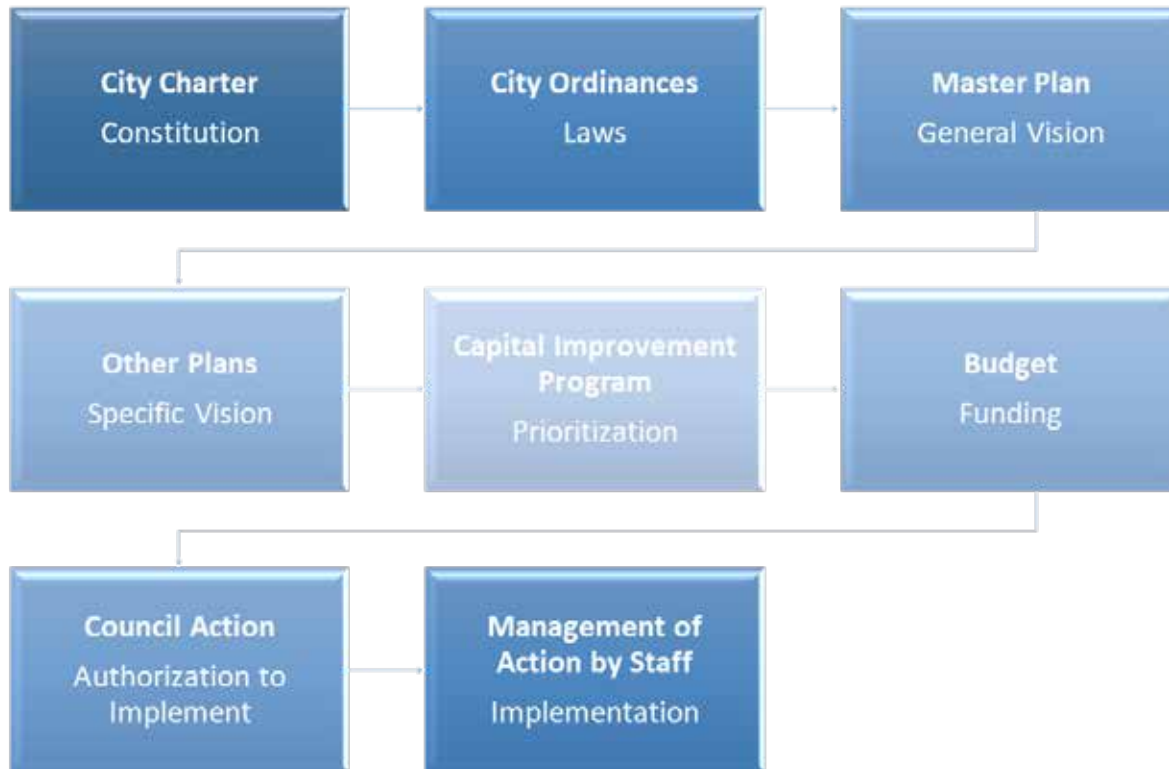 City Charter
Constitution
City Ordinances
Laws
Master Plan
General Vision
Other Plans
Specific Vision
Capital Improvement
Program
Prioritization
Budget
Funding
Council Action
Authorization to
Implement
Management of
Action by Staff
Implementation